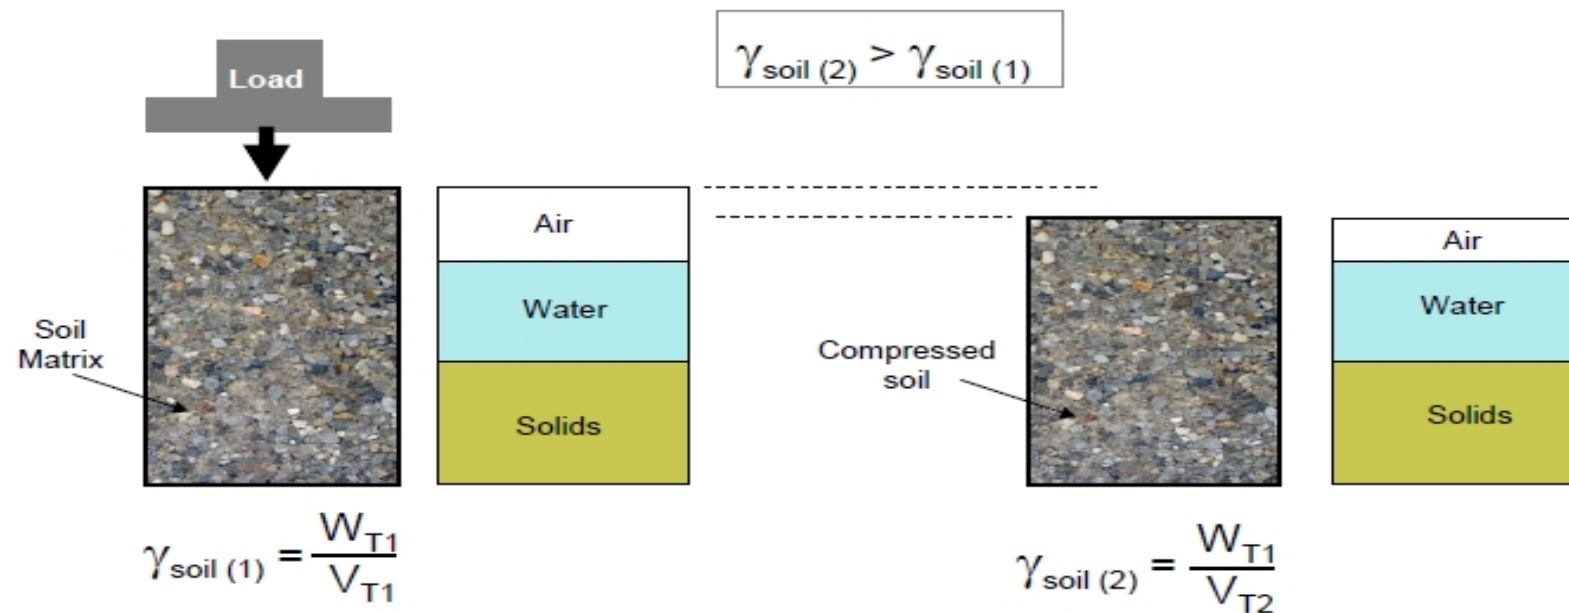 γsoil (2) > γsoil (1)
Load
Air
Water
Solids
Soil
Matrix
γsoil (1) = WT1/VT1
Air
Water
Solids
Compressed
soil
γsoil (2) = WT1/VT2